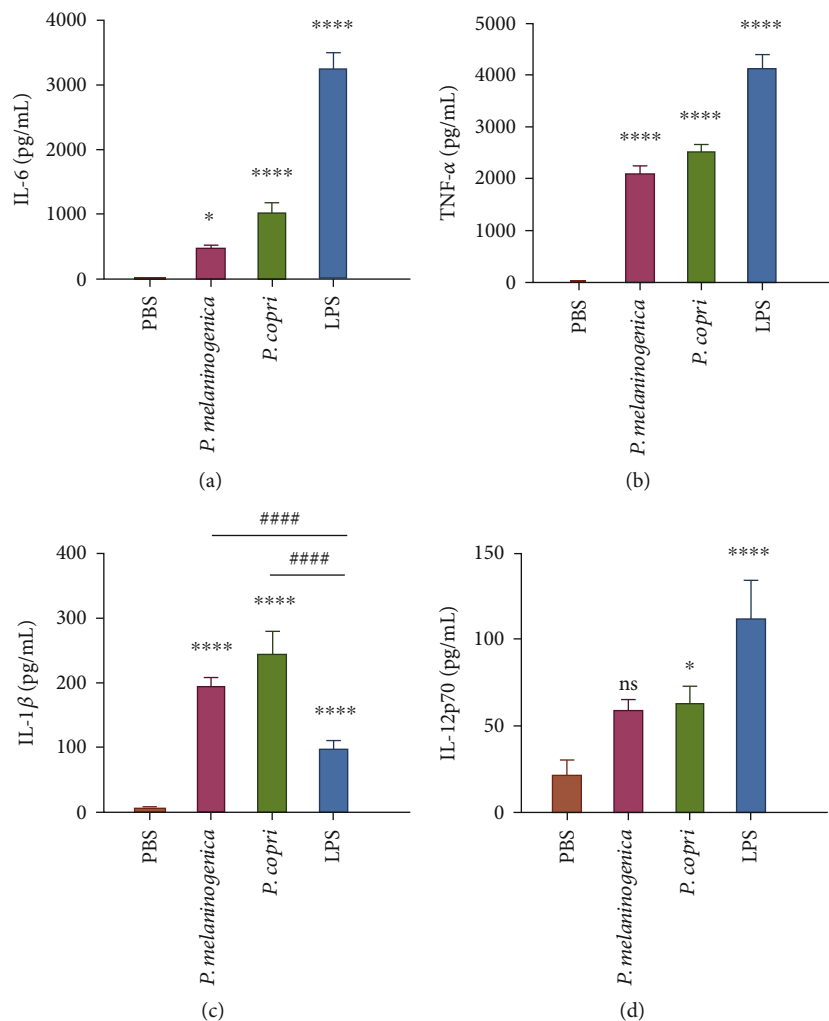 4000
3000
2000
1000
0
IL-6 (pg/mL)
*
****
****
PBS
P. melaninogenica
P. copri
LPS
(a)
5000
4000
3000
2000
1000
0
TNF-α (pg/mL)
****
****
****
PBS
P. melaninogenica
P. copri
LPS
(b)
####
####
400
300
200
100
0
IL-1β (pg/mL)
****
****
****
PBS
P. melaninogenica
P. copri
LPS
(c)
150
100
50
0
IL-12p70 (pg/mL)
ns
*
****
PBS
P. melaninogenica
P. copri
LPS
(d)